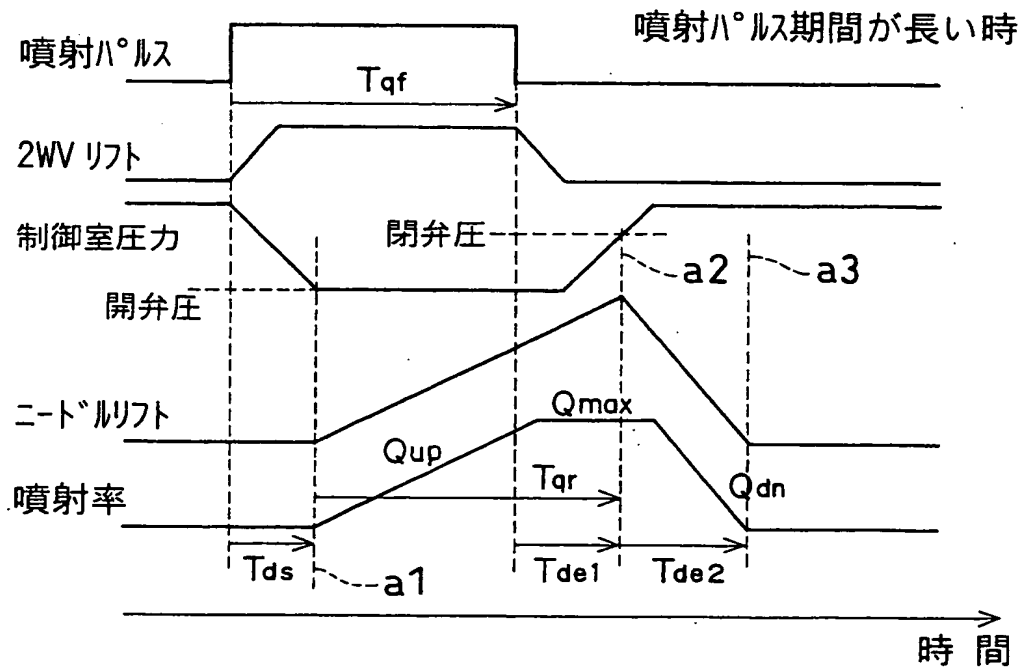 噴射パルス期間が長い時
噴射パルス
Tqf
2WV リフト
制御室圧力
閉弁圧
a2
a3
開弁圧
Qmax
ニードルリフト
Qup
Tqr
Qdn
噴射率
Tds
Tde1
Tde2
a1
時間